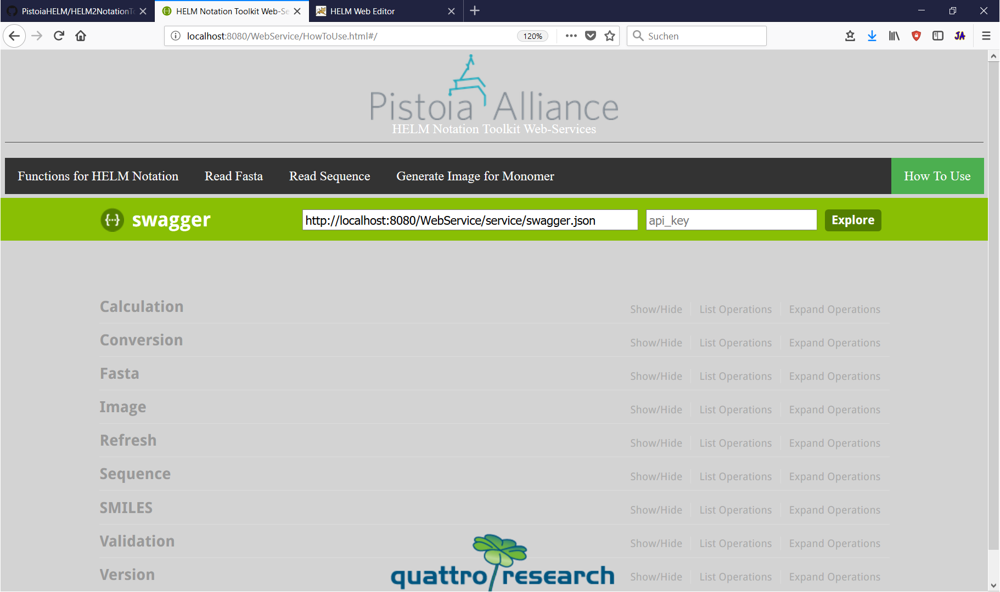 PistoiaHELM/HELM2NotationTo
HELM Notation Toolkit Web-Se
HELM Web Editor
localhost:8080/WebService/HowToUse.html#/
120%
Suchen
JA
Pistoia Alliance
HELM Notation Toolkit Web-Services
Functions for HELM Notation Read Fasta Read Sequence Generate Image for Monomer How To Use
{···} swagger http://localhost:8080/WebService/service/swagger.json api_key Explore
Calculation Show/Hide List Operations Expand Operations
Conversion Show/Hide List Operations Expand Operations
Fasta Show/Hide List Operations Expand Operations
Image Show/Hide List Operations Expand Operations
Refresh Show/Hide List Operations Expand Operations
Sequence Show/Hide List Operations Expand Operations
SMILES Show/Hide List Operations Expand Operations
Validation Show/Hide List Operations Expand Operations
Version Show/Hide List Operations Expand Operations
quattro research